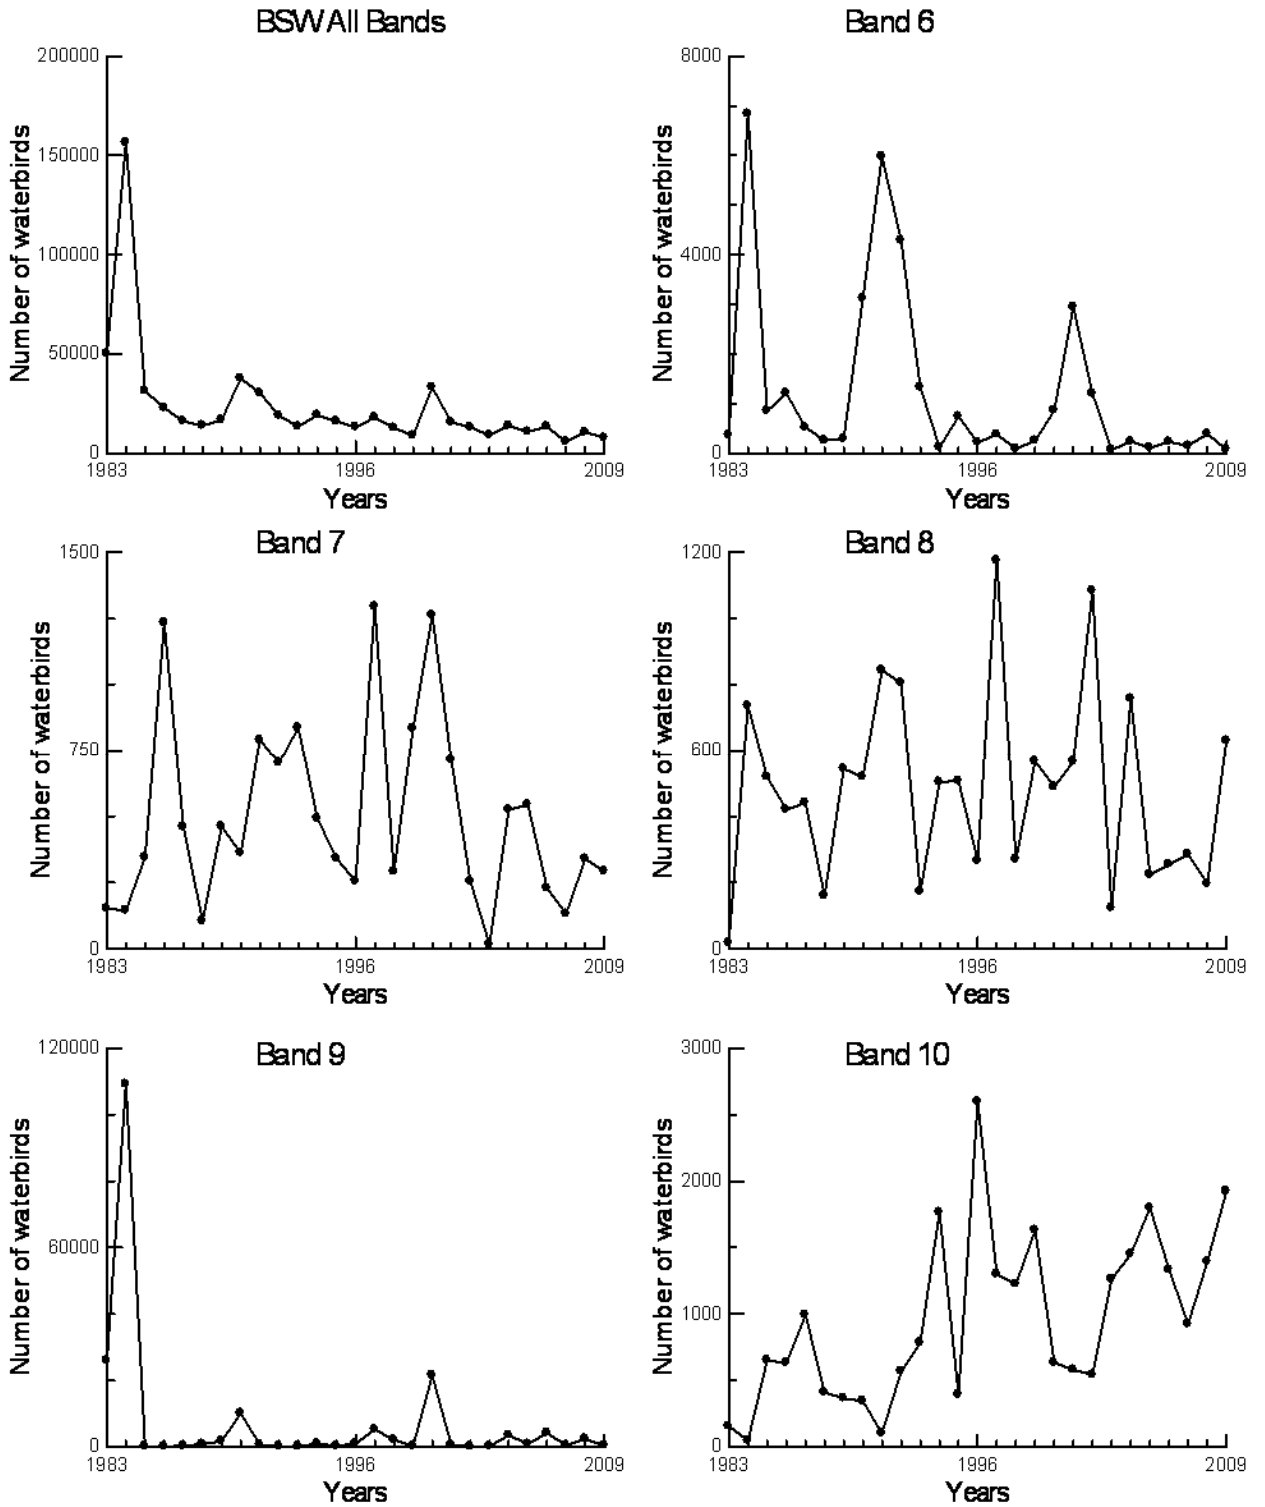 BSW All Bands
200000
150000
100000
50000
0
Number of waterbirds
1983
1996
2009
Years
Band 6
8000
4000
0
Number of waterbirds
1983
1996
2009
Years
Band 7
1500
750
0
Number of waterbirds
1983
1996
2009
Years
Band 8
1200
600
0
Number of waterbirds
1983
1996
2009
Years
Band 9
120000
60000
0
Number of waterbirds
1983
1996
2009
Years
Band 10
3000
2000
1000
0
Number of waterbirds
1983
1996
2009
Years